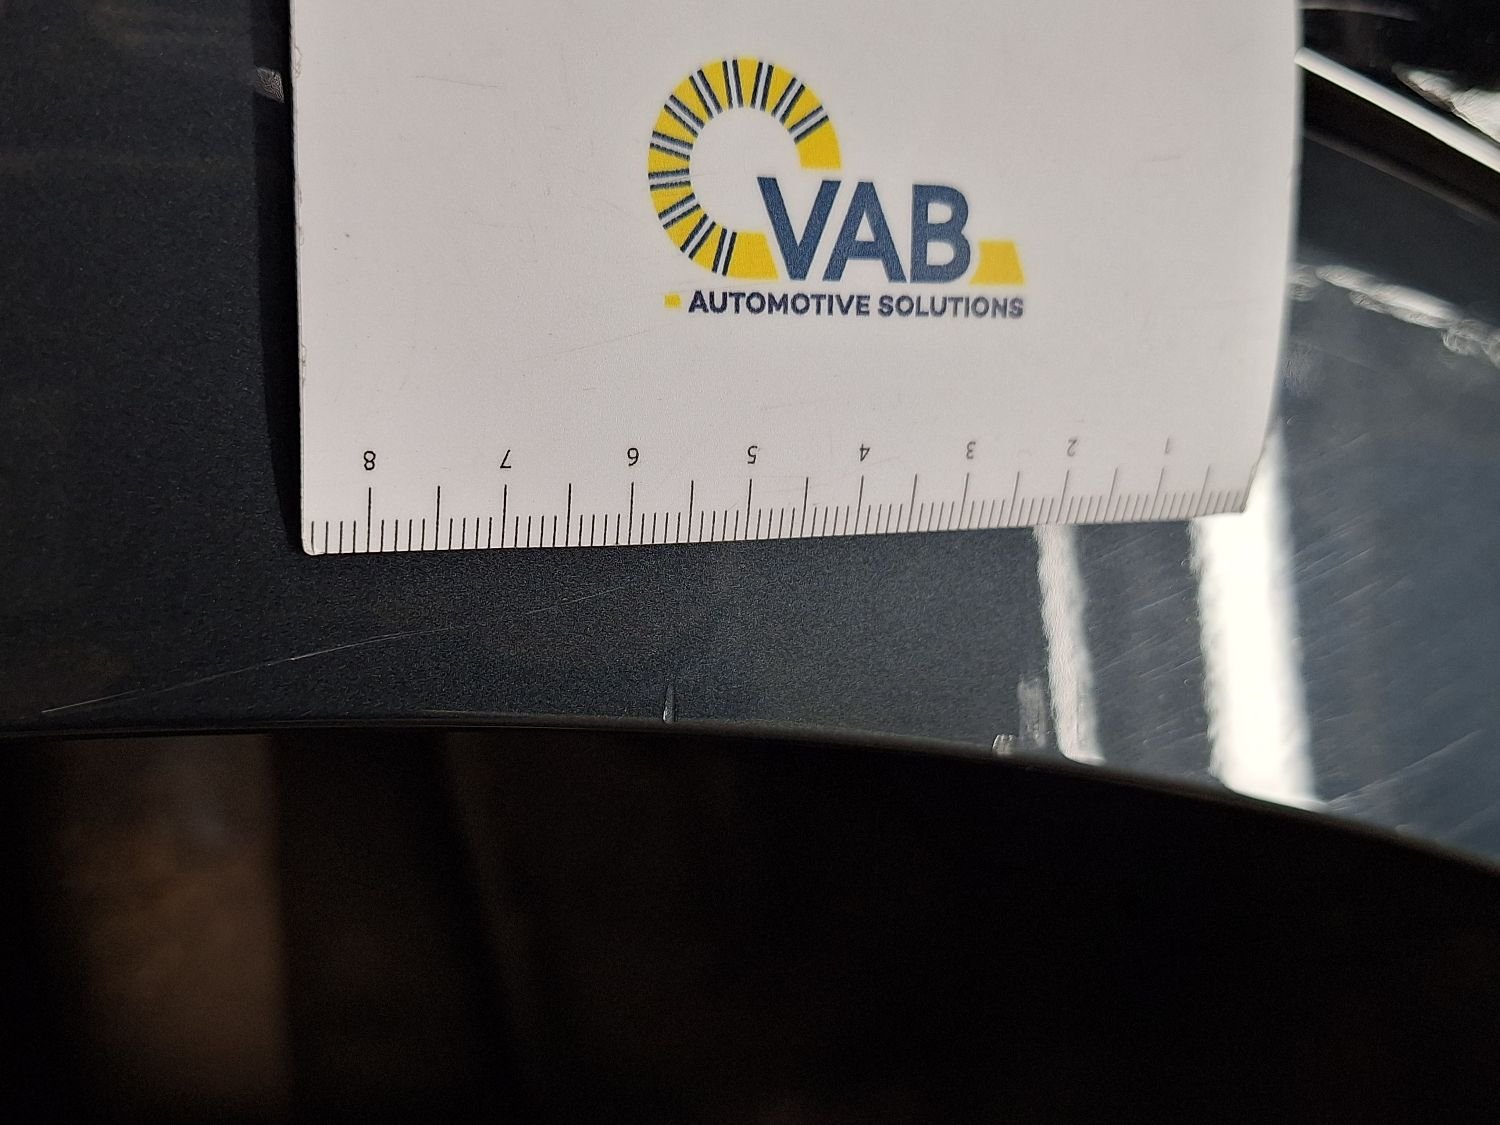 VAB
AUTOMOTIVE SOLUTIONS
8 7 6 5 4 3 2 1